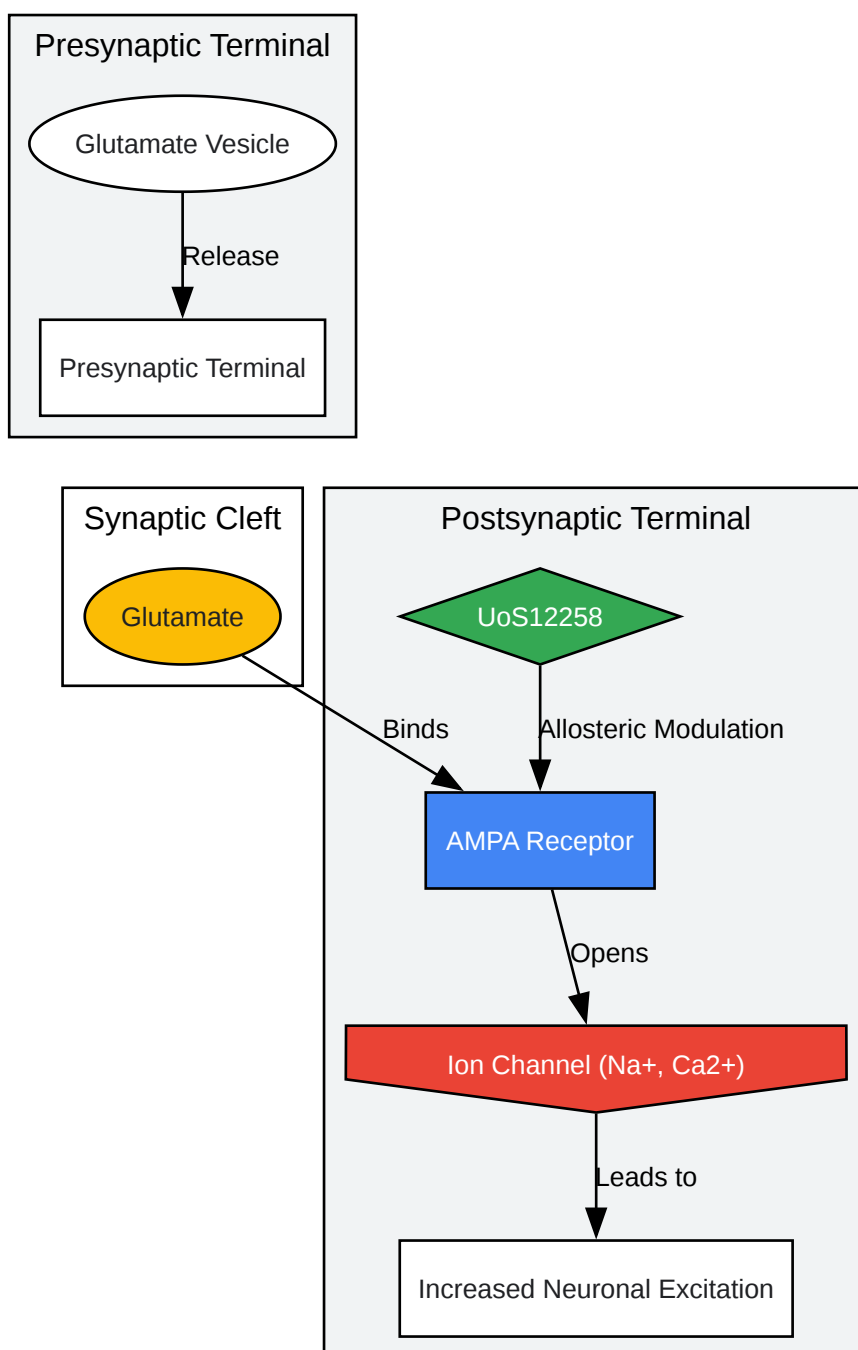 Presynaptic Terminal
Glutamate Vesicle
Release
Presynaptic Terminal
Synaptic Cleft
Postsynaptic Terminal
Glutamate
UoS12258
Binds
Allosteric Modulation
AMPA Receptor
Opens
Ion Channel (Na+, Ca2+)
Leads to
Increased Neuronal Excitation